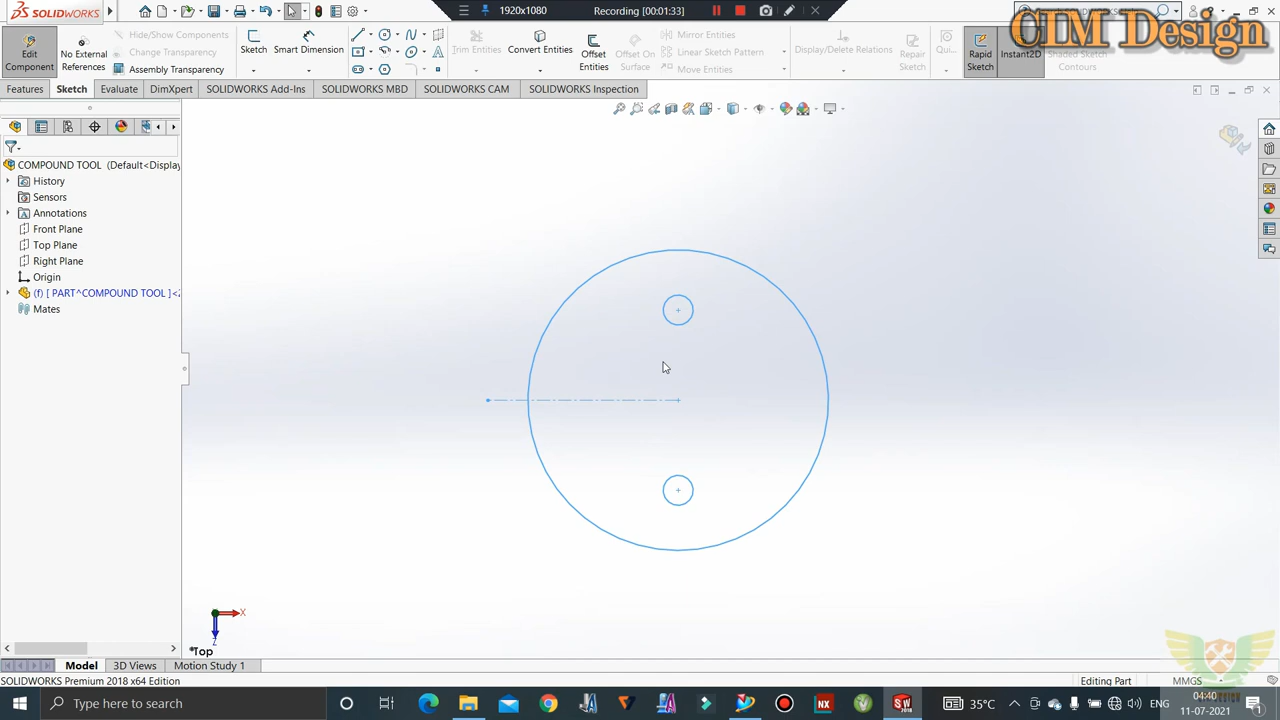 SOLIDWORKS
1920x1080
Recording [00:01:33]
CIM Design
Edit Component
No External References
Hide/Show Components
Change Transparency
Assembly Transparency
Sketch
Smart Dimension
Trim Entities
Convert Entities
Offset Entities
Offset On Surface
Mirror Entities
Linear Sketch Pattern
Move Entities
Display/Delete Relations
Repair Sketch
Qui...
Rapid Sketch
Instant2D
Shaded Sketch Contours
Features
Sketch
Evaluate
DimXpert
SOLIDWORKS Add-Ins
SOLIDWORKS MBD
SOLIDWORKS CAM
SOLIDWORKS Inspection
COMPOUND TOOL (Default<Display
History
Sensors
Annotations
Front Plane
Top Plane
Right Plane
Origin
(f) [ PART^COMPOUND TOOL ]<
Mates
X
Z
*Top
Model
3D Views
Motion Study 1
SOLIDWORKS Premium 2018 x64 Edition
Editing Part
MMGS
Type here to search
35°C
ENG
04:40
11-07-2021